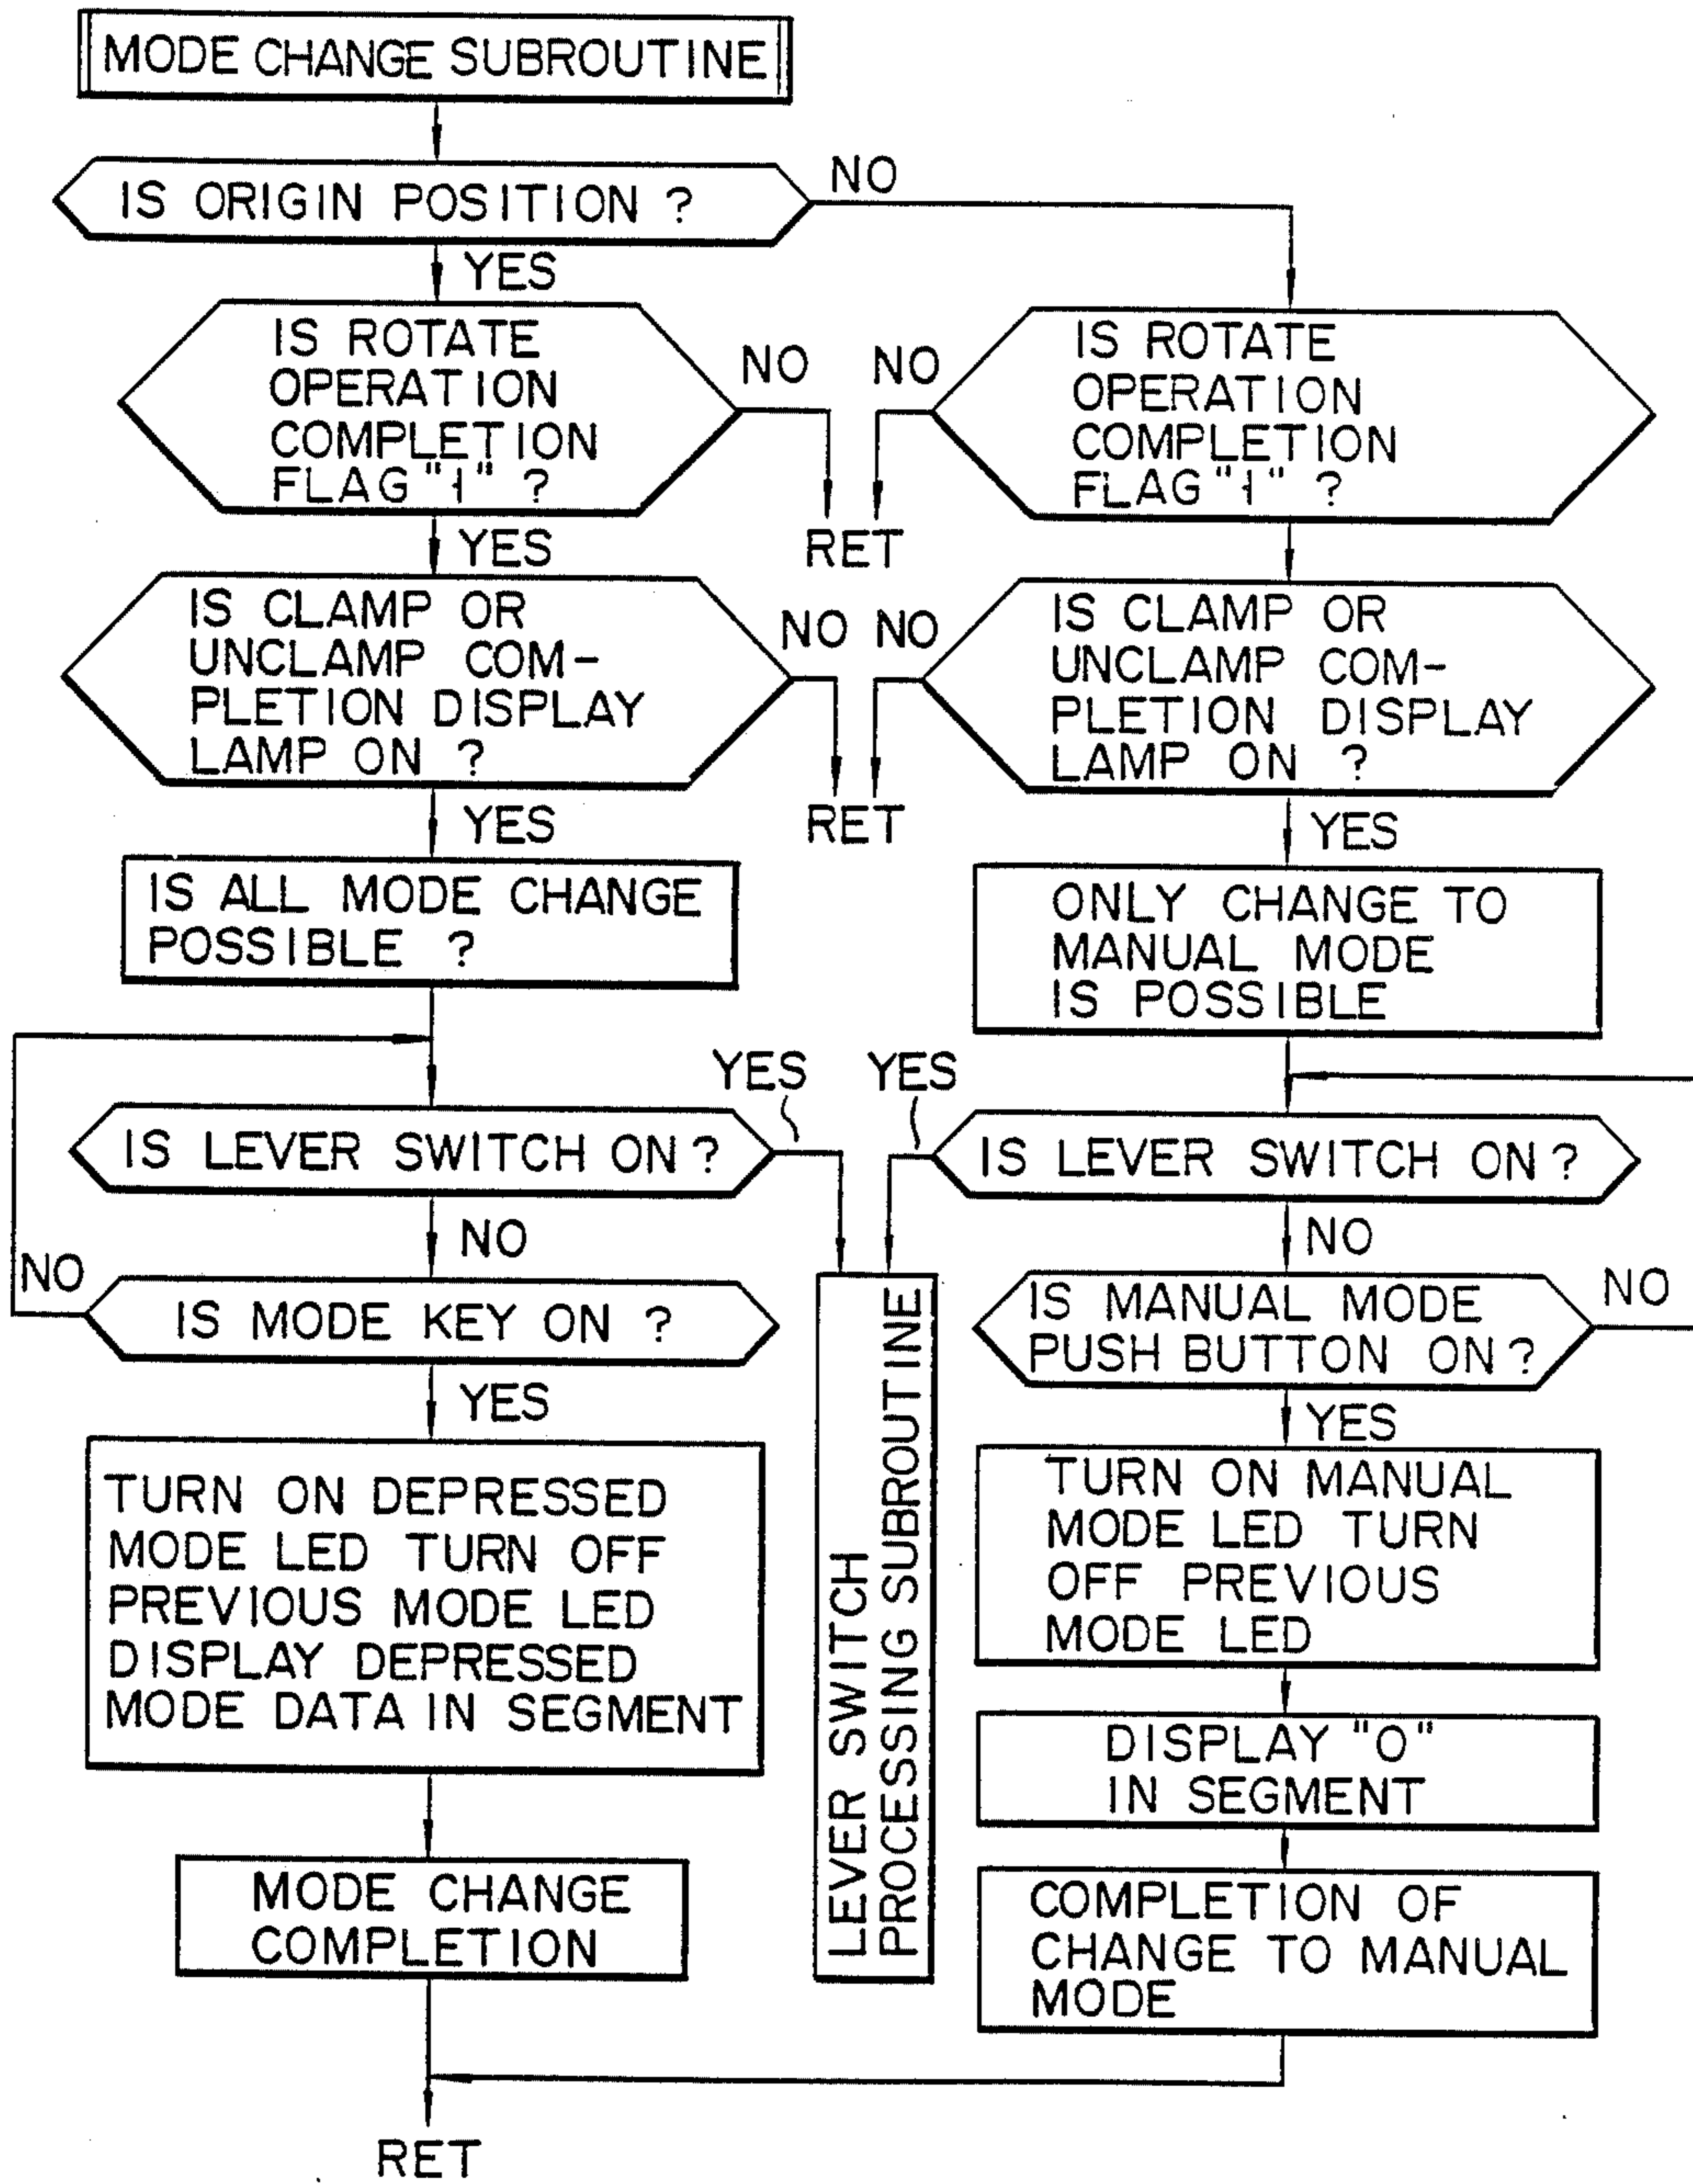 MODE CHANGE SUBROUTINE
IS ORIGIN POSITION ?
NO
YES
IS ROTATE
OPERATION
COMPLETION
FLAG "1" ?
NO
NO
IS ROTATE
OPERATION
COMPLETION
FLAG "1" ?
YES
RET
IS CLAMP OR
UNCLAMP COM-
PLETION DISPLAY
LAMP ON ?
NO
NO
IS CLAMP OR
UNCLAMP COM-
PLETION DISPLAY
LAMP ON ?
YES
RET
YES
IS ALL MODE CHANGE
POSSIBLE ?
ONLY CHANGE TO
MANUAL MODE
IS POSSIBLE
YES
YES
IS LEVER SWITCH ON ?
IS LEVER SWITCH ON ?
NO
NO
NO
IS MODE KEY ON ?
IS MANUAL MODE
PUSH BUTTON ON ?
NO
YES
YES
TURN ON DEPRESSED
MODE LED TURN OFF
PREVIOUS MODE LED
DISPLAY DEPRESSED
MODE DATA IN SEGMENT
LEVER SWITCH
PROCESSING SUBROUTINE
TURN ON MANUAL
MODE LED TURN
OFF PREVIOUS
MODE LED
DISPLAY "O"
IN SEGMENT
MODE CHANGE
COMPLETION
COMPLETION OF
CHANGE TO MANUAL
MODE
RET